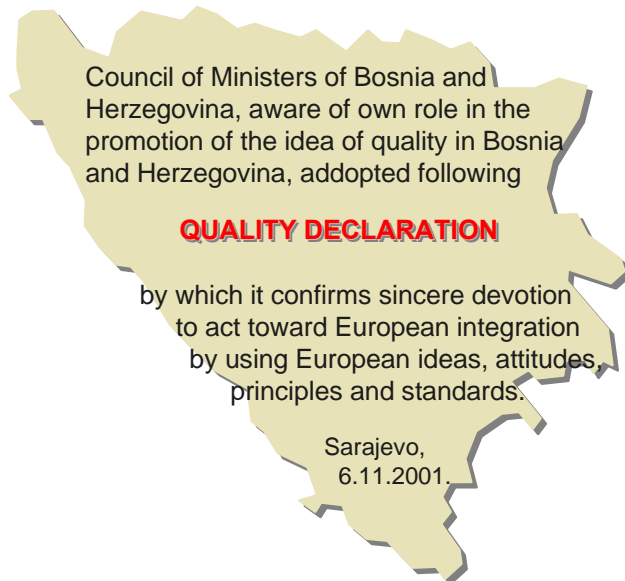 Council of Ministers of Bosnia and
Herzegovina, aware of own role in the
promotion of the idea of quality in Bosnia
and Herzegovina, addopted following
QUALITY DECLARATION
by which it confirms sincere devotion
to act toward European integration
by using European ideas, attitudes,
principles and standards.
Sarajevo,
6.11.2001.